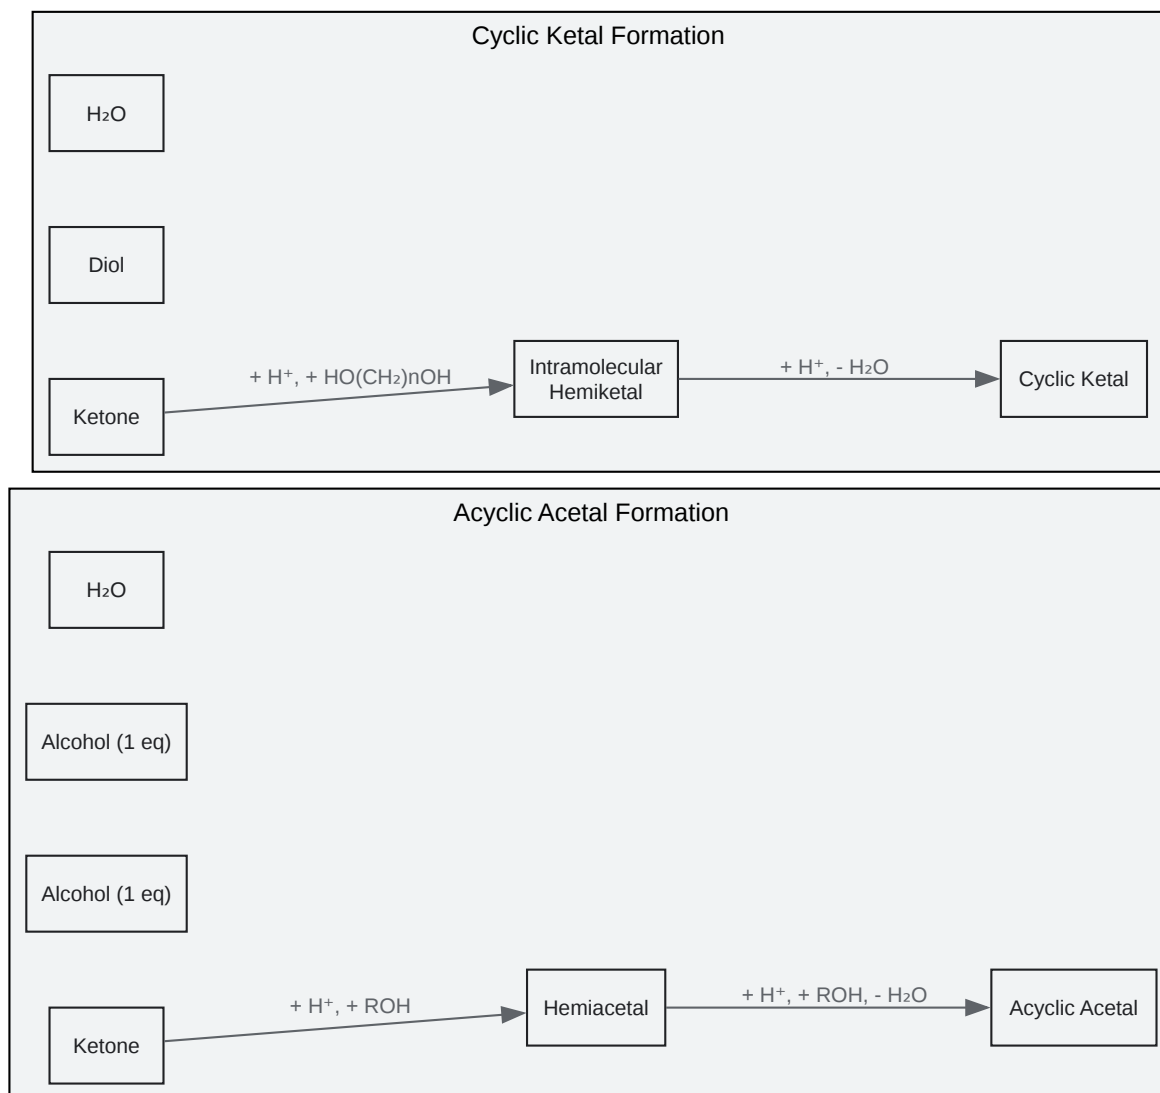 Cyclic Ketal Formation
H₂O
Diol
Ketone
+ H⁺, + HO(CH₂)nOH
Intramolecular
Hemiketal
+ H⁺, - H₂O
Cyclic Ketal
Acyclic Acetal Formation
H₂O
Alcohol (1 eq)
Alcohol (1 eq)
Ketone
+ H⁺, + ROH
Hemiacetal
+ H⁺, + ROH, - H₂O
Acyclic Acetal